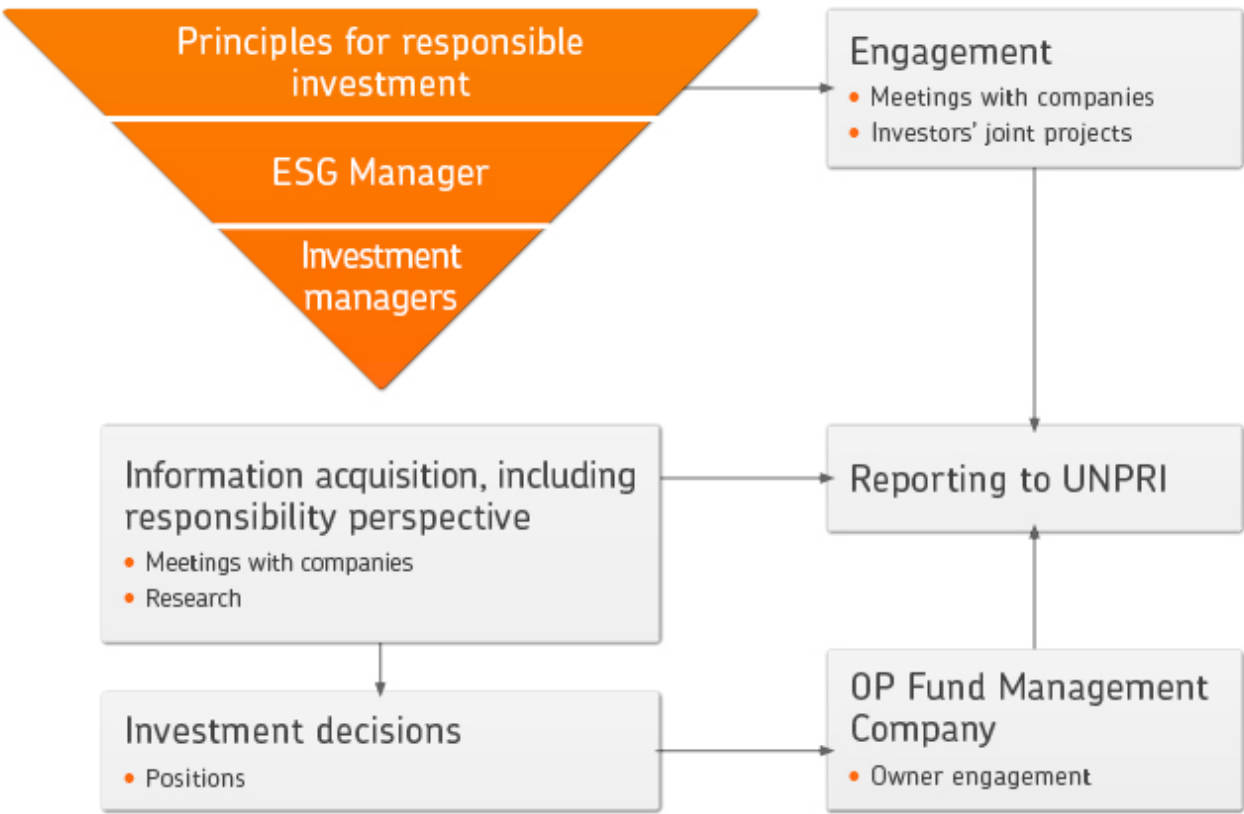 Principles for responsible
investment
ESG Manager
Investment
managers
Engagement
• Meetings with companies
• Investors' joint projects
Information acquisition, including
responsibility perspective
• Meetings with companies
• Research
Reporting to UNPRI
Investment decisions
• Positions
OP Fund Management
Company
• Owner engagement